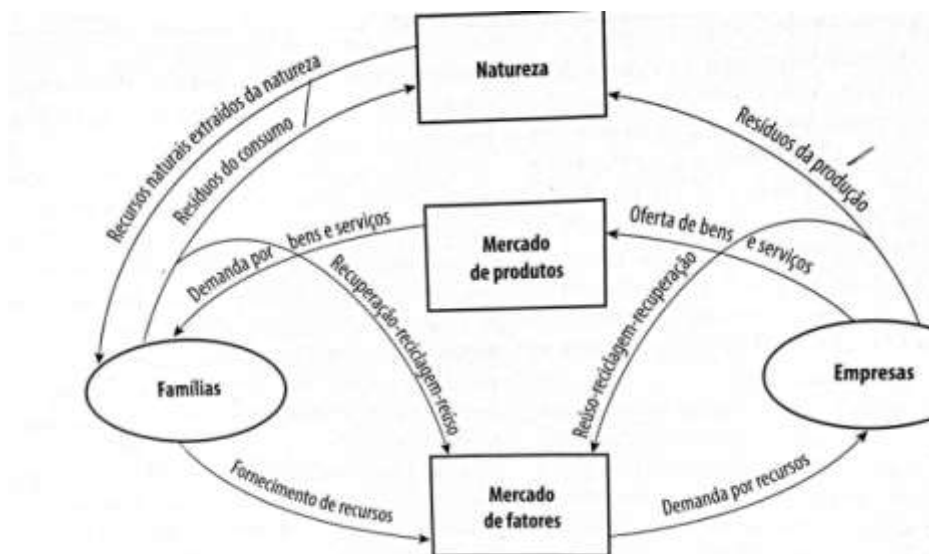 Natureza
Recursos naturais extraídos da natureza
Resíduos do consumo
Resíduos da produção
Demanda por bens e serviços
Mercado
de produtos
Oferta de bens e serviços
Recuperação-reciclagem-reúso
Reúso-reciclagem-recuperação
Famílias
Empresas
Fornecimento de recursos
Mercado
de fatores
Demanda por recursos